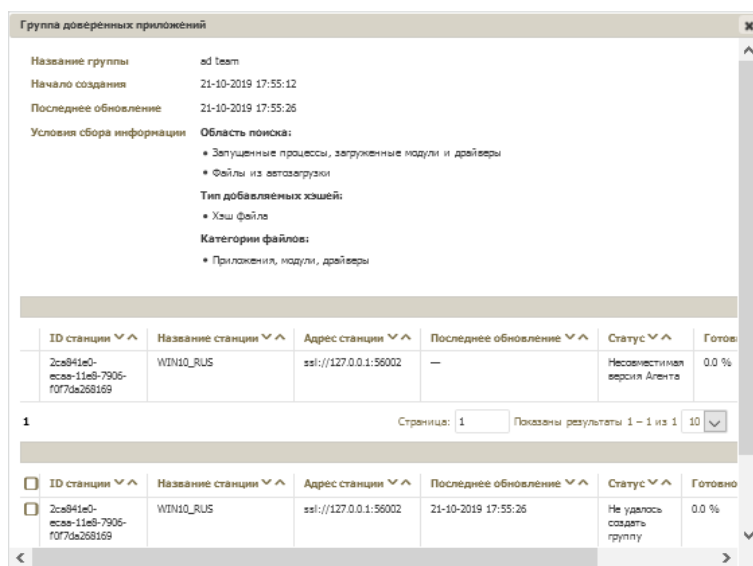 Группа доверенных приложений
Название группы ad team
Начало создания 21-10-2019 17:55:12
Последнее обновление 21-10-2019 17:55:26
Условия сбора информации Область поиска:
• Запущенные процессы, загруженные модули и драйверы
• Файлы из автозагрузки
Тип добавляемых хэшей:
• Хэш файла
Категории файлов:
• Приложения, модули, драйверы
ID станции Название станции Адрес станции Последнее обновление Статус
2ca841e0- WIN10_RUS ssl://127.0.0.1:56002 — Несовместимая 0.0 %
ecaa-11e8-7906- версия Агента
f0f7da268169
1 Страница: 1 Показаны результаты 1 – 1 из 1 10
ID станции Название станции Адрес станции Последнее обновление Статус
2ca841e0- WIN10_RUS ssl://127.0.0.1:56002 21-10-2019 17:55:26 Не удалось 0.0 %
ecaa-11e8-7906- создать
f0f7da268169 группу